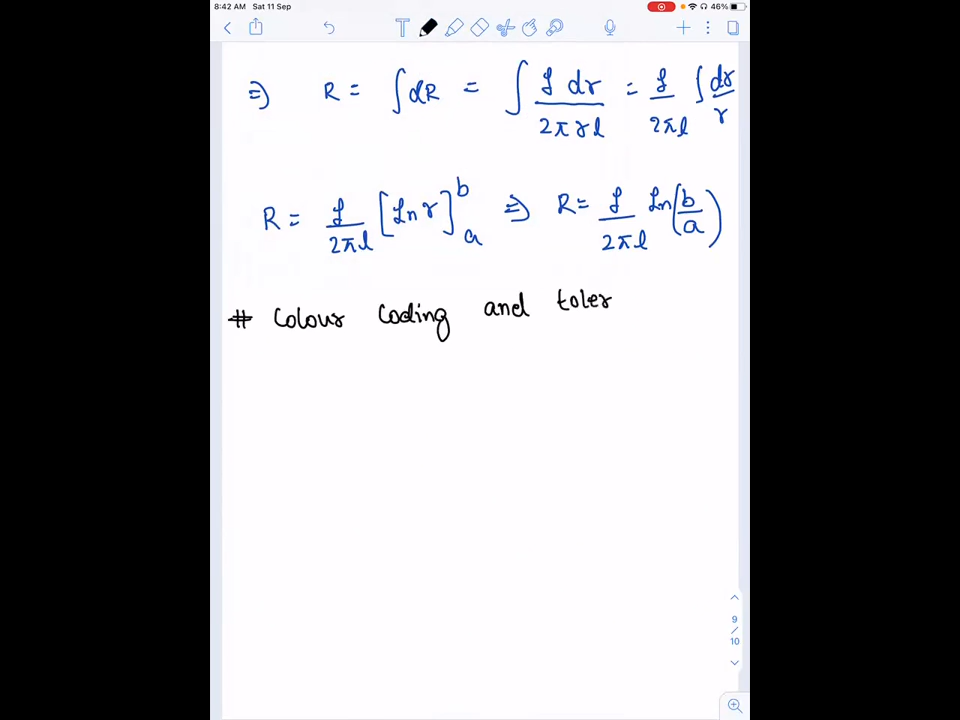 8:42 AM Sat 11 Sep 46%
⇒ R = ∫dR = ∫ ρ dr / 2πrl = ρ / 2πl ∫ dr / r
R = ρ / 2πl [ln r]ᵇₐ ⇒ R = ρ / 2πl ln(b/a)
# Colour Coding and toler
9
/
10